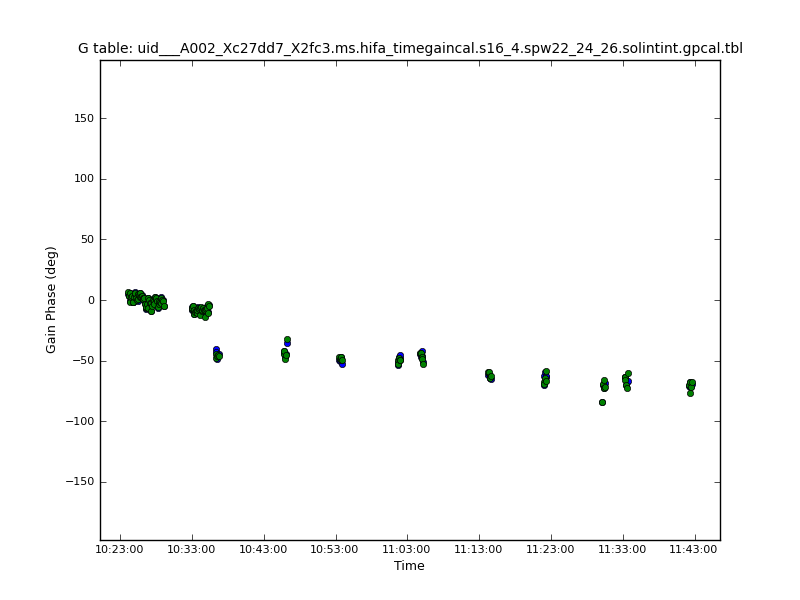 G table: uid___A002_Xc27dd7_X2fc3.ms.hifa_timegaincal.s16_4.spw22_24_26.solintint.gpcal.tbl
Gain Phase (deg)
150
100
50
0
−50
−100
−150
10:23:00 10:33:00 10:43:00 10:53:00 11:03:00 11:13:00 11:23:00 11:33:00 11:43:00
Time